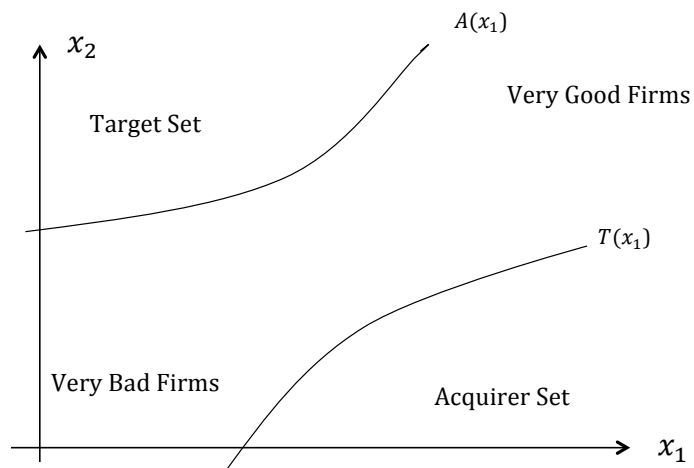 A(x₁)
x₂
Very Good Firms
Target Set
T(x₁)
Very Bad Firms
Acquirer Set
x₁